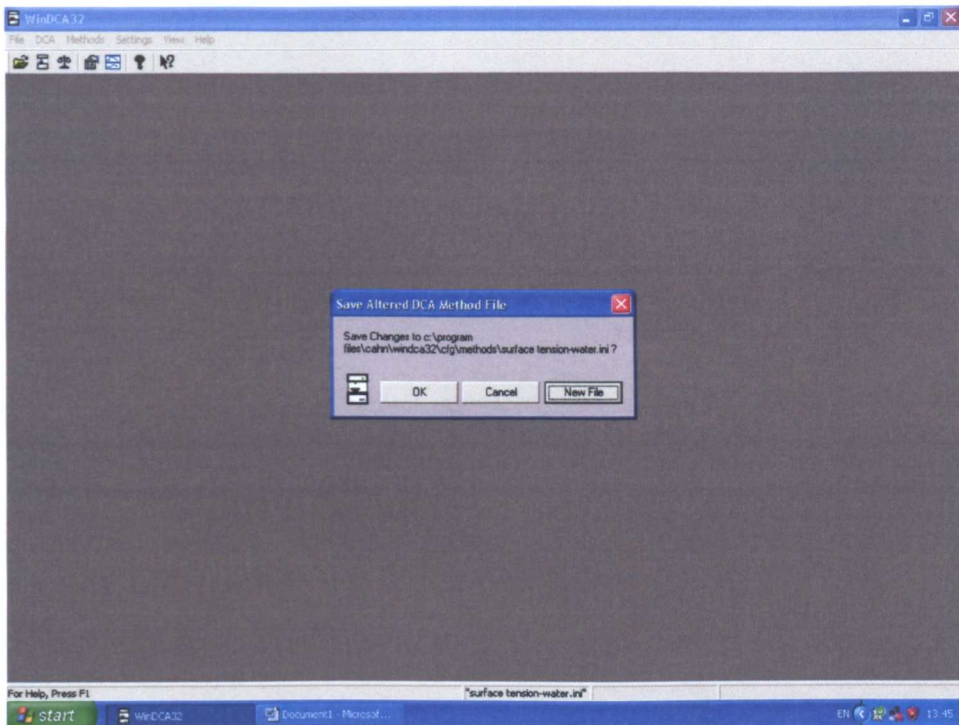 WinDCA32
File DCA Methods Settings View Help
Save Altered DCA Method File
Save Changes to c:\program
files\cahn\windca32\cfg\methods\surface tension-water.ini ?
OK Cancel New File
For Help, Press F1 "surface tension-water.ini"
start WinDCA32 Document1 - Microsof... EN 13:45